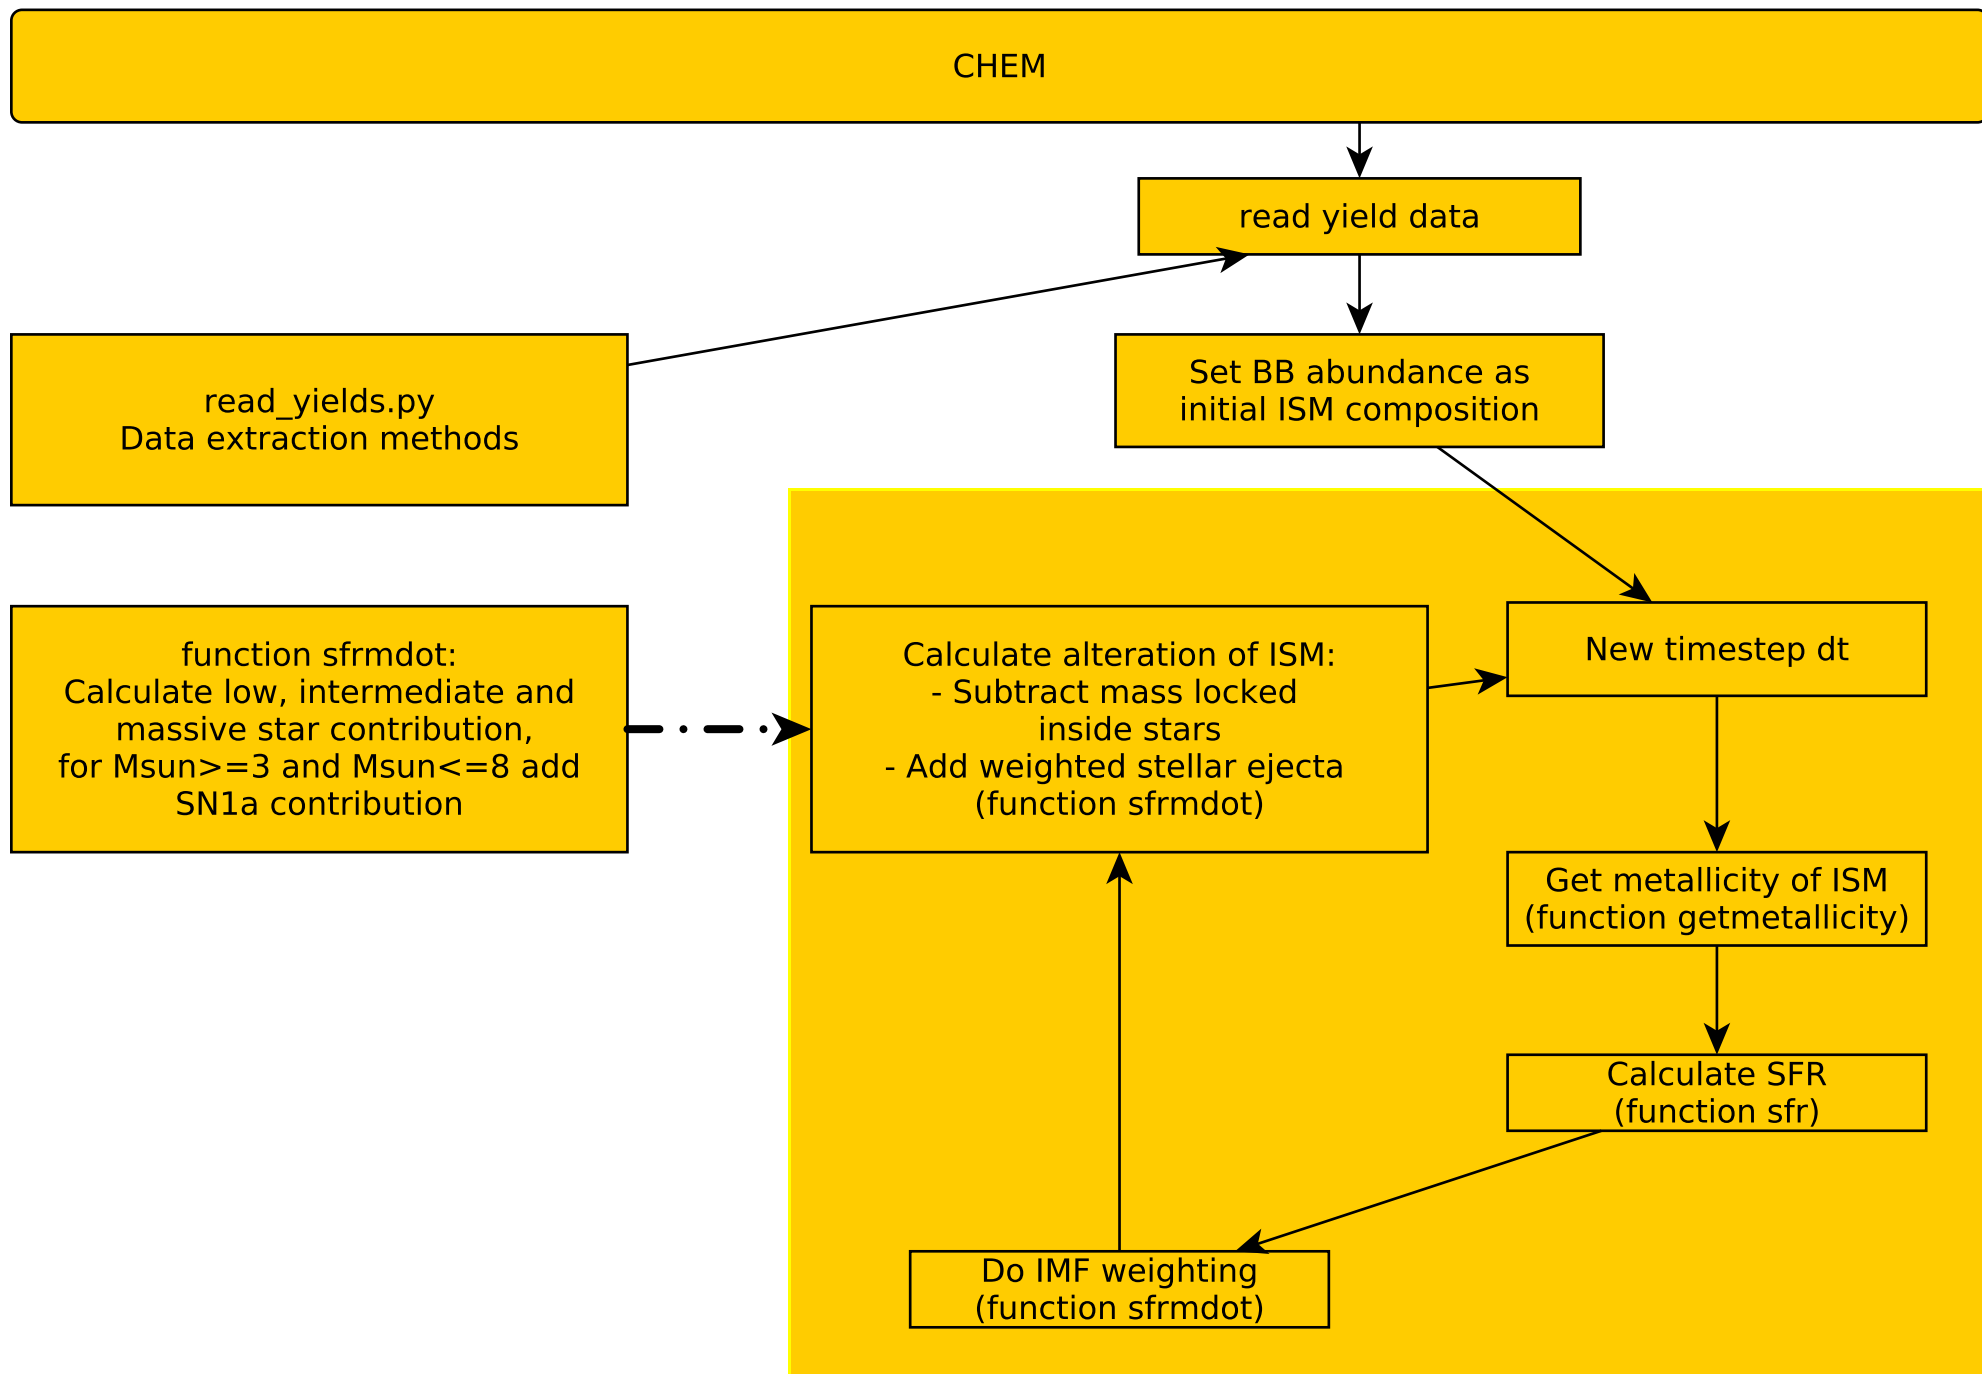 CHEM
read yield data
read_yields.py
Data extraction methods
Set BB abundance as
initial ISM composition
function sfrmdot:
Calculate low, intermediate and
massive star contribution,
for Msun>=3 and Msun<=8 add
SN1a contribution
Calculate alteration of ISM:
- Subtract mass locked
inside stars
- Add weighted stellar ejecta
(function sfrmdot)
New timestep dt
Get metallicity of ISM
(function getmetallicity)
Calculate SFR
(function sfr)
Do IMF weighting
(function sfrmdot)